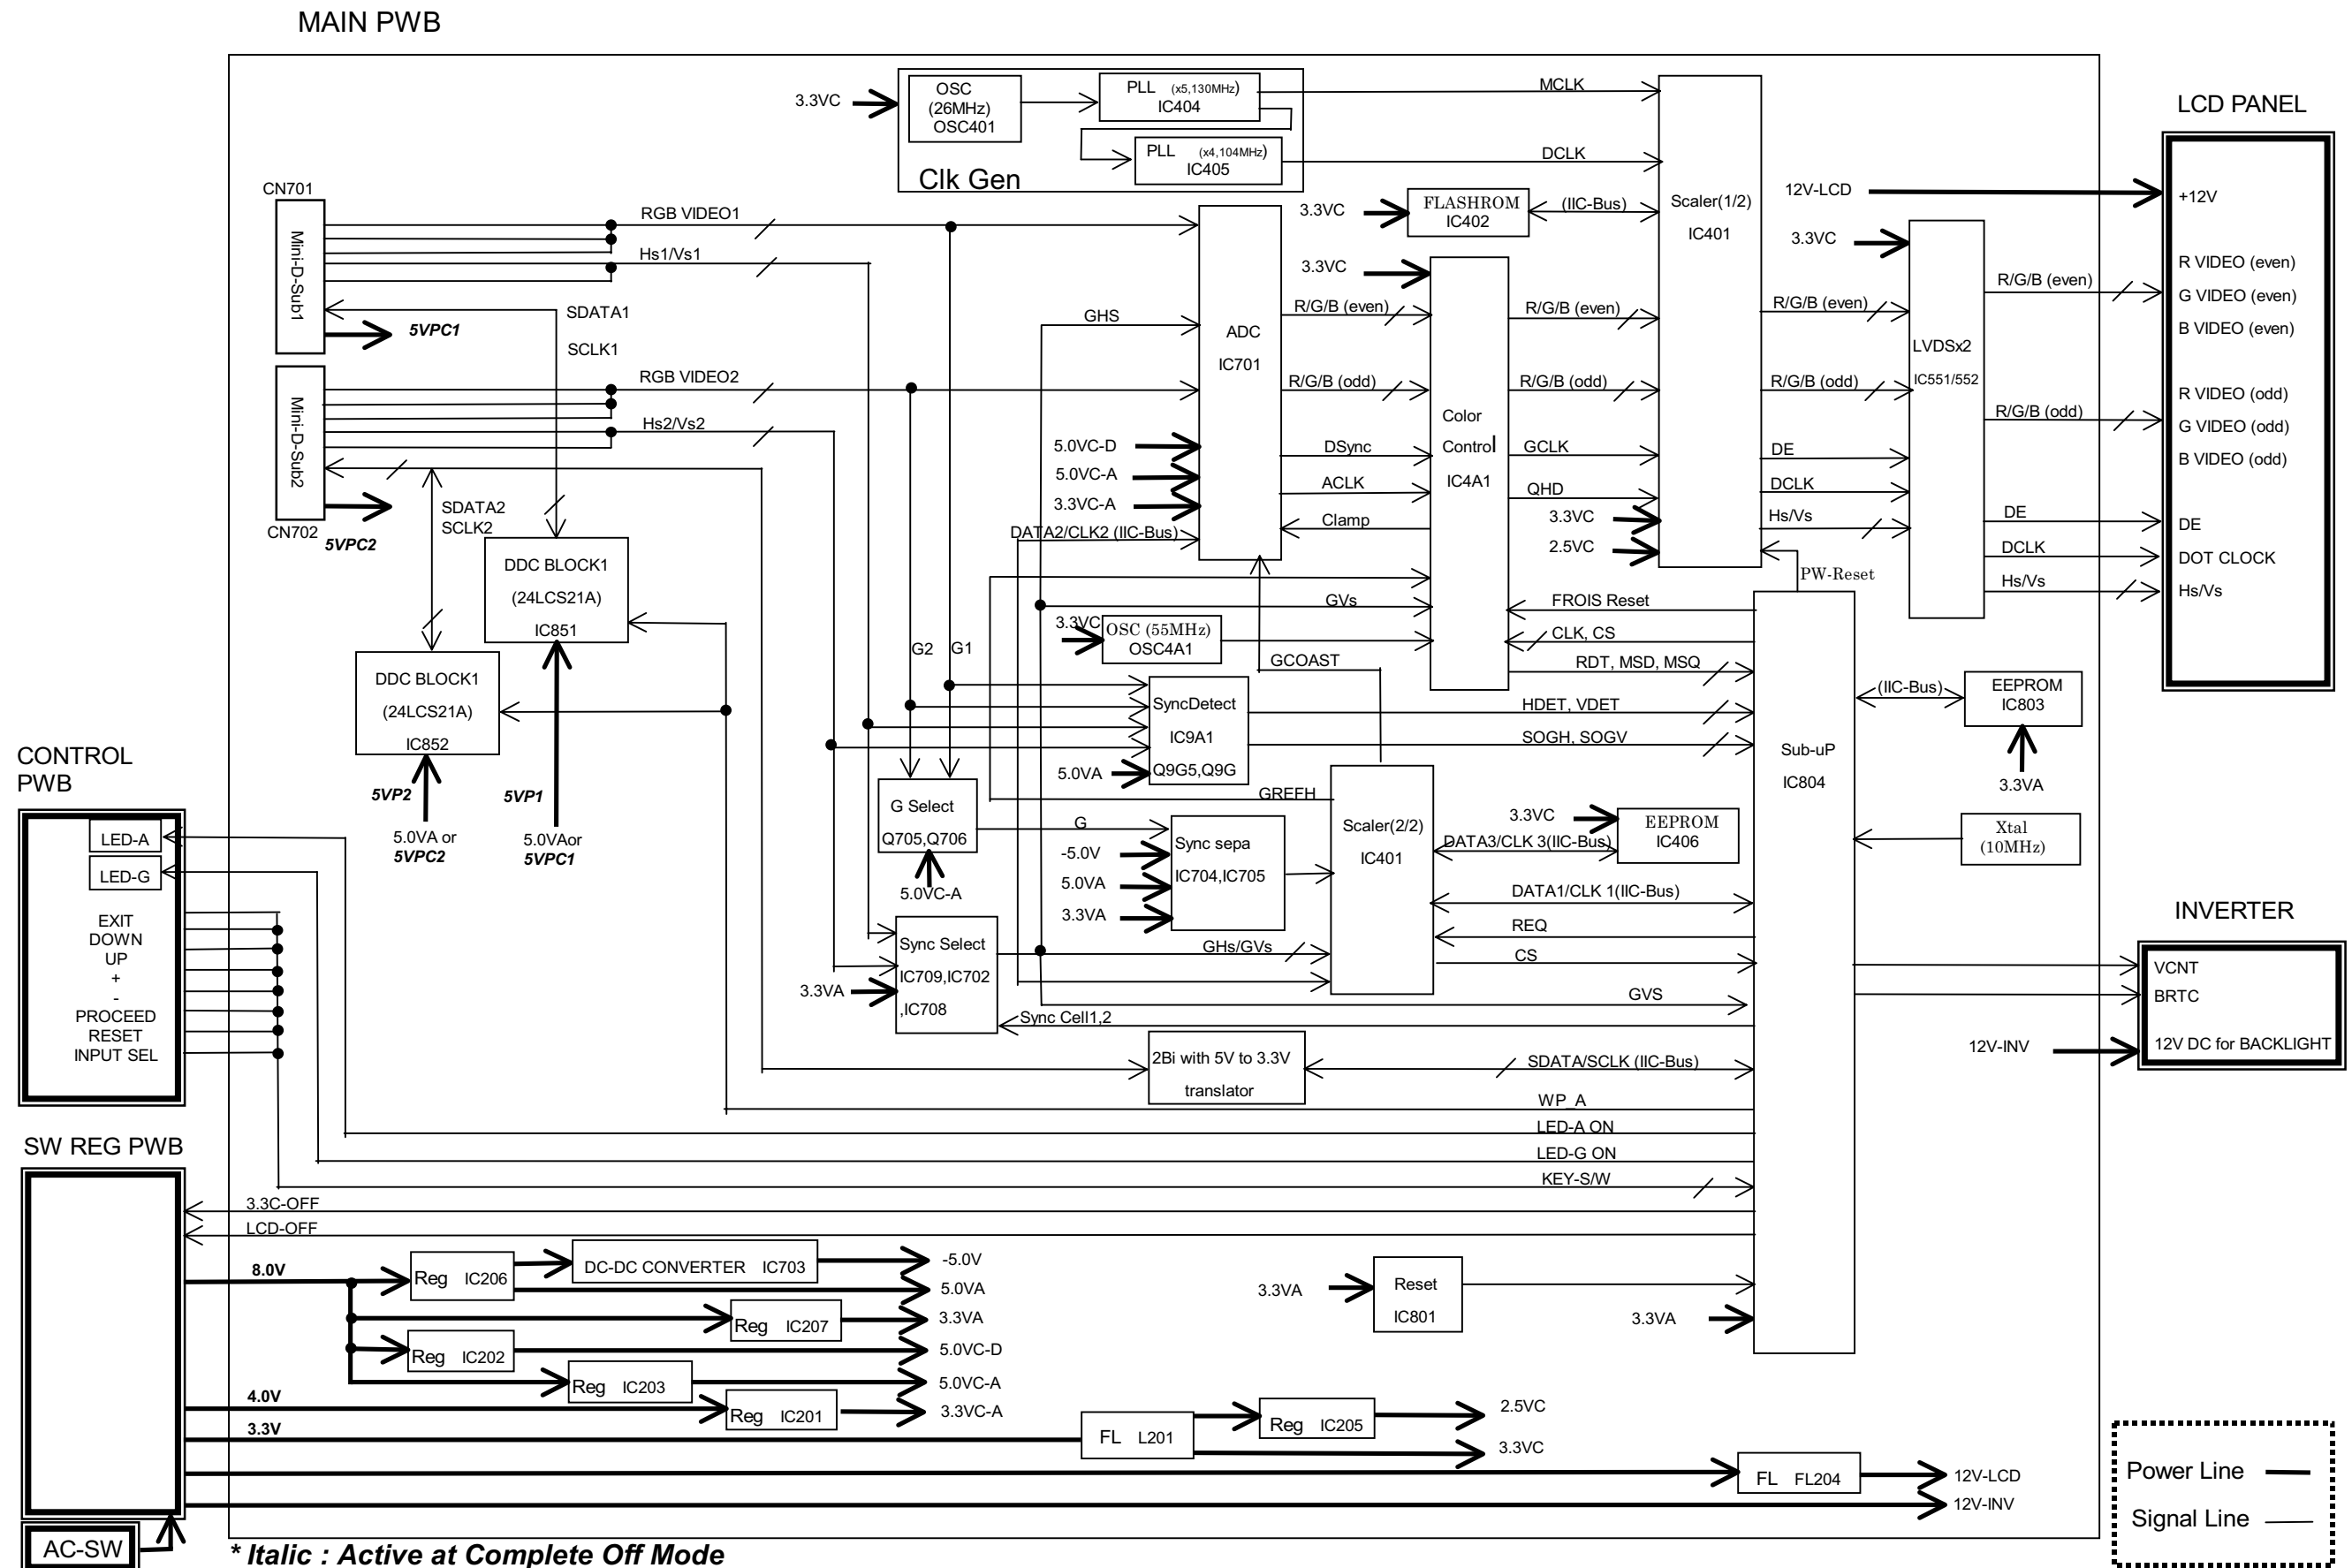 MAIN PWB
3.3VC
OSC
(26MHz)
OSC401
PLL (x5,130MHz)
IC404
PLL (x4,104MHz)
IC405
Clk Gen
MCLK
DCLK
Scaler(1/2)
IC401
3.3VC
FLASHROM
IC402
(IIC-Bus)
LCD PANEL
12V-LCD
+12V
3.3VC
R VIDEO (even)
G VIDEO (even)
B VIDEO (even)
R VIDEO (odd)
G VIDEO (odd)
B VIDEO (odd)
DE
DOT CLOCK
Hs/Vs
LVDSx2
IC551/552
R/G/B (even)
R/G/B (odd)
DE
DCLK
Hs/Vs
R/G/B (even)
R/G/B (odd)
DE
DCLK
Hs/Vs
PW-Reset
CN701
Mini-D-Sub1
RGB VIDEO1
Hs1/Vs1
SDATA1
SCLK1
5VPC1
Mini-D-Sub2
RGB VIDEO2
Hs2/Vs2
SDATA2
SCLK2
CN702
5VPC2
DDC BLOCK1
(24LCS21A)
IC851
DDC BLOCK1
(24LCS21A)
IC852
5VP2
5VP1
5.0VA or
5VPC2
5.0VAor
5VPC1
GHS
ADC
IC701
5.0VC-D
5.0VC-A
3.3VC-A
DATA2/CLK2 (IIC-Bus)
R/G/B (even)
R/G/B (odd)
DSync
ACLK
Clamp
3.3VC
Color
Control
IC4A1
R/G/B (even)
R/G/B (odd)
GCLK
QHD
3.3VC
2.5VC
GVs
3.3VC
OSC (55MHz)
OSC4A1
GCOAST
G2
G1
FROIS Reset
CLK, CS
RDT, MSD, MSQ
SyncDetect
IC9A1
Q9G5,Q9G
5.0VA
HDET, VDET
SOGH, SOGV
Sub-uP
IC804
(IIC-Bus)
EEPROM
IC803
3.3VA
Xtal
(10MHz)
G Select
Q705,Q706
5.0VC-A
GREFH
G
-5.0V
5.0VA
3.3VA
Sync sepa
IC704,IC705
Scaler(2/2)
IC401
3.3VC
EEPROM
IC406
DATA3/CLK 3(IIC-Bus)
DATA1/CLK 1(IIC-Bus)
REQ
CS
GVS
Sync Select
IC709,IC702
,IC708
3.3VA
GHs/GVs
Sync Cell1,2
2Bi with 5V to 3.3V
translator
SDATA/SCLK (IIC-Bus)
WP_A
LED-A ON
LED-G ON
KEY-S/W
INVERTER
VCNT
BRTC
12V DC for BACKLIGHT
12V-INV
CONTROL
PWB
LED-A
LED-G
EXIT
DOWN
UP
+
-
PROCEED
RESET
INPUT SEL
SW REG PWB
3.3C-OFF
LCD-OFF
8.0V
Reg IC206
DC-DC CONVERTER IC703
-5.0V
5.0VA
Reg IC207
3.3VA
Reg IC202
5.0VC-D
Reg IC203
5.0VC-A
4.0V
Reg IC201
3.3VC-A
3.3V
FL L201
Reg IC205
2.5VC
3.3VC
3.3VA
Reset
IC801
3.3VA
FL FL204
12V-LCD
12V-INV
AC-SW
* Italic : Active at Complete Off Mode
Power Line
Signal Line